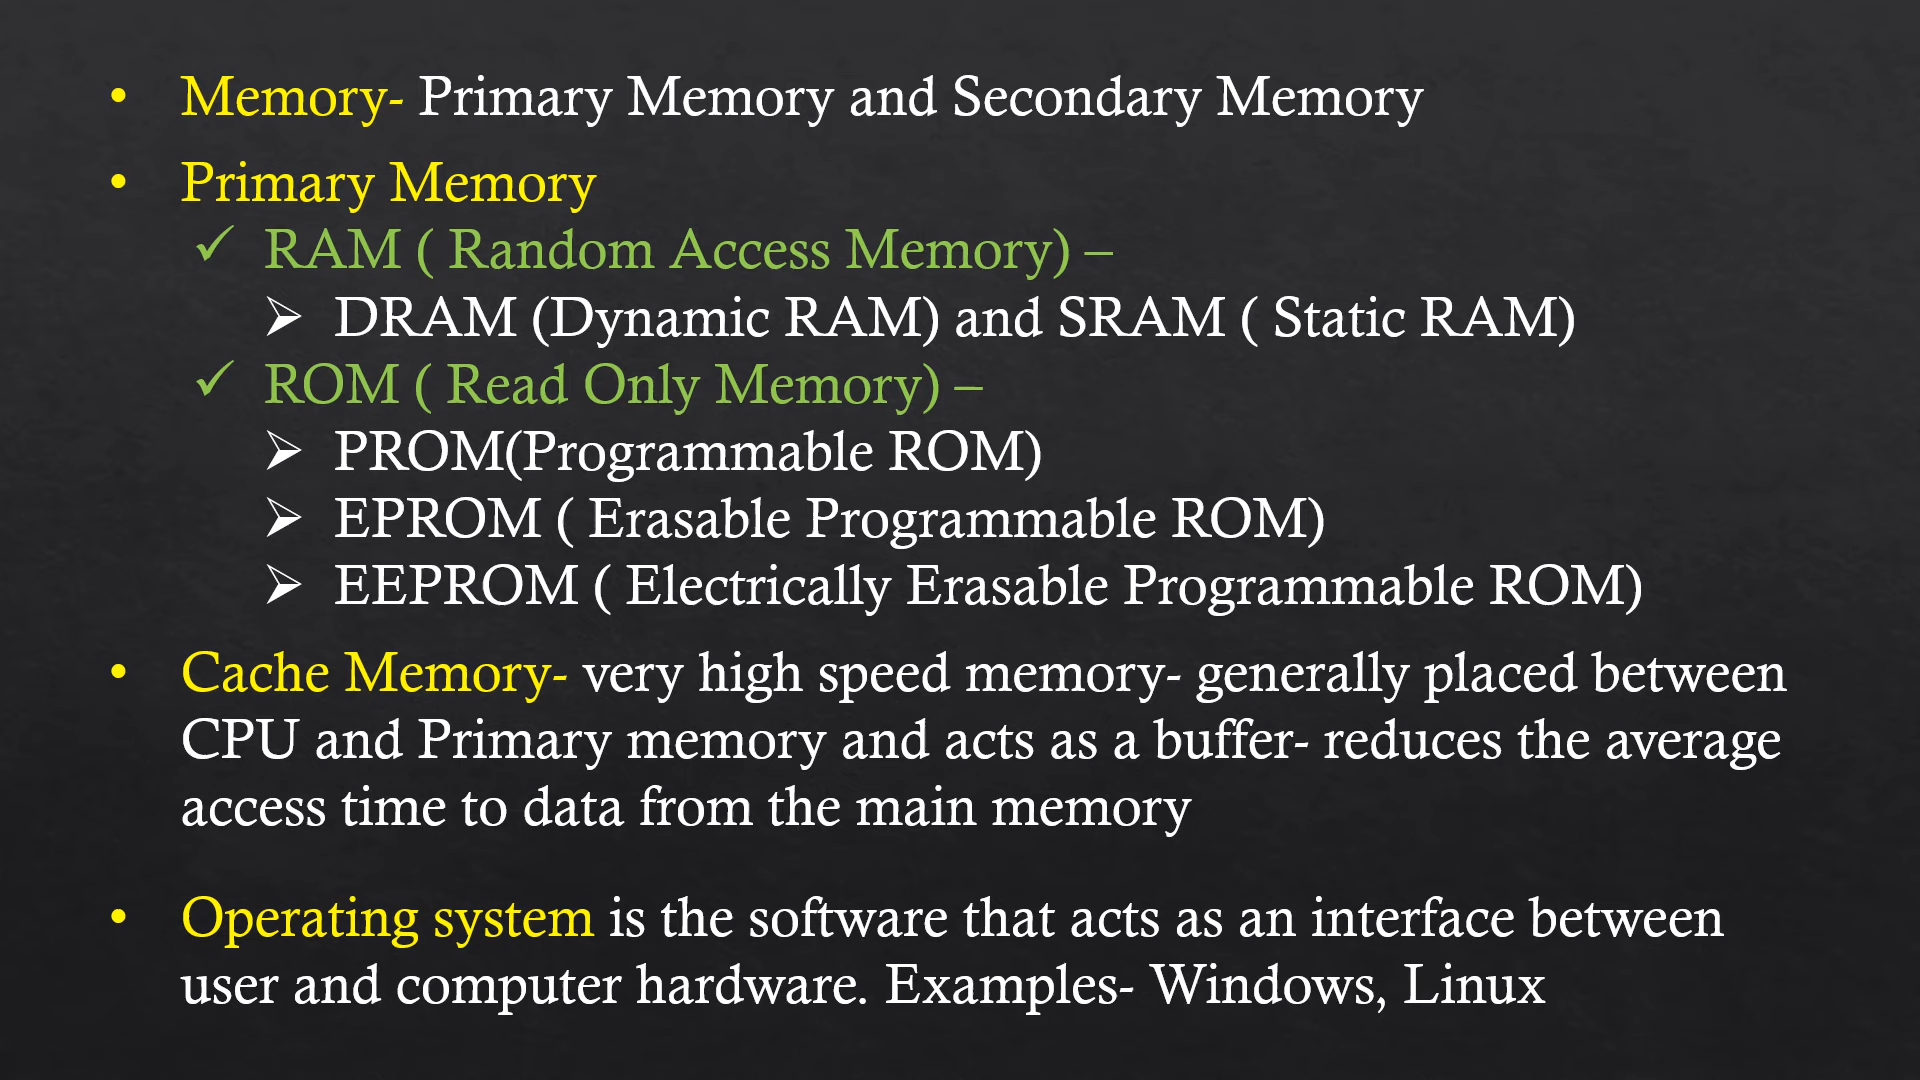 • Memory- Primary Memory and Secondary Memory
• Primary Memory
✓ RAM ( Random Access Memory) –
➢ DRAM (Dynamic RAM) and SRAM ( Static RAM)
✓ ROM ( Read Only Memory) –
➢ PROM(Programmable ROM)
➢ EPROM ( Erasable Programmable ROM)
➢ EEPROM ( Electrically Erasable Programmable ROM)
• Cache Memory- very high speed memory- generally placed between
CPU and Primary memory and acts as a buffer- reduces the average
access time to data from the main memory
• Operating system is the software that acts as an interface between
user and computer hardware. Examples- Windows, Linux